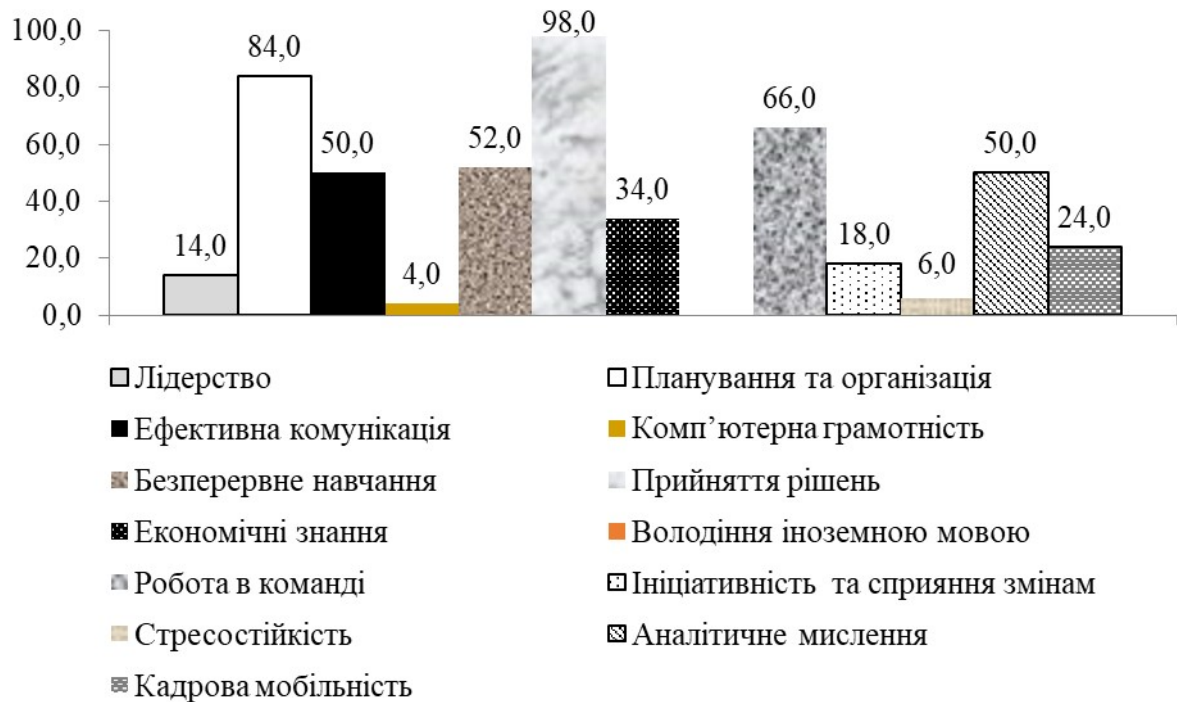 100,0
80,0
60,0
40,0
20,0
0,0
14,0
84,0
50,0
4,0
52,0
98,0
34,0
66,0
18,0
6,0
50,0
24,0
Лідерство
Планування та організація
Ефективна комунікація
Комп’ютерна грамотність
Безперервне навчання
Прийняття рішень
Економічні знання
Володіння іноземною мовою
Робота в команді
Ініціативність та сприяння змінам
Стресостійкість
Аналітичне мислення
Кадрова мобільність